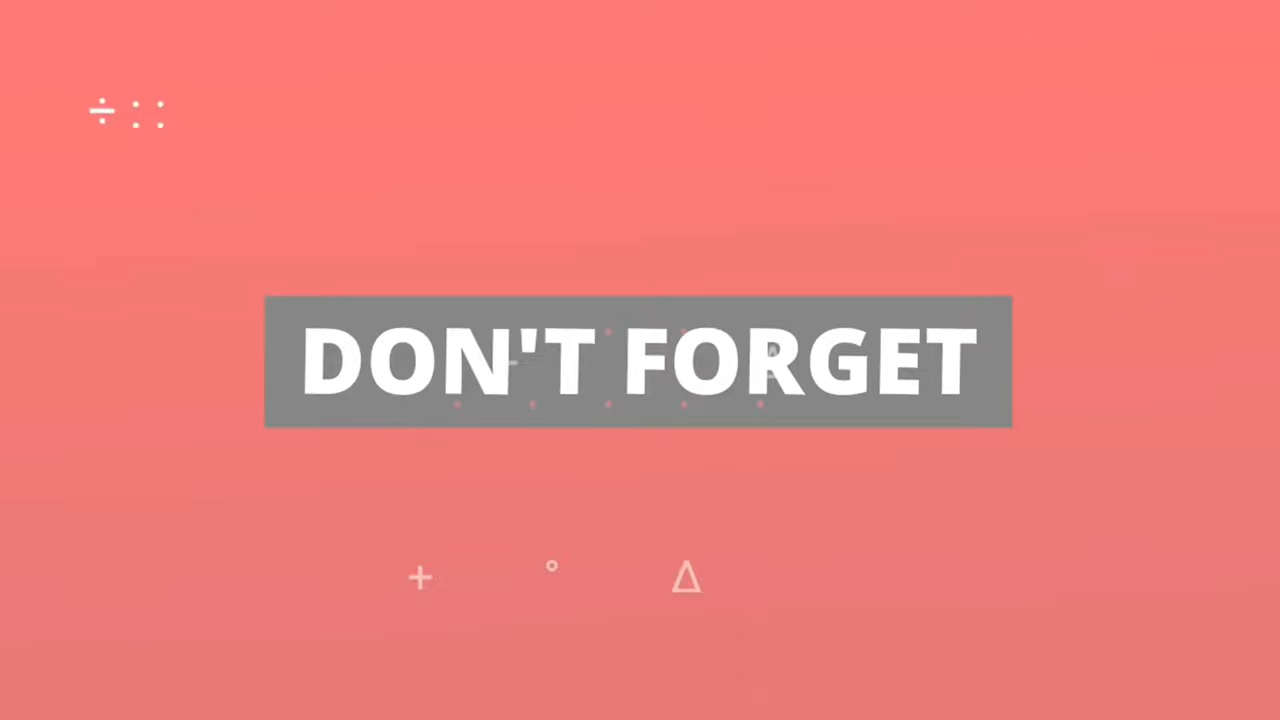 ÷ : :
DON'T FORGET
+ ° Δ